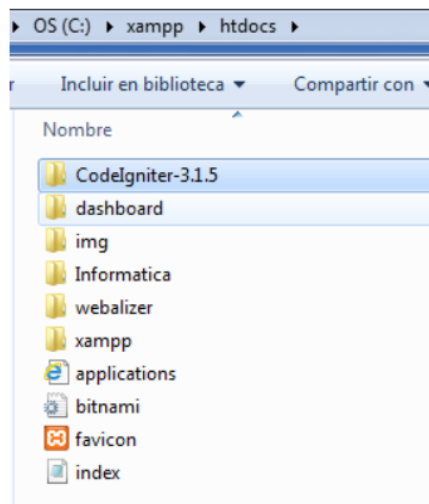 OS (C:) ▸ xampp ▸ htdocs ▸
Incluir en biblioteca ▼ Compartir con ▼
Nombre
CodeIgniter-3.1.5
dashboard
img
Informatica
webalizer
xampp
applications
bitnami
favicon
index